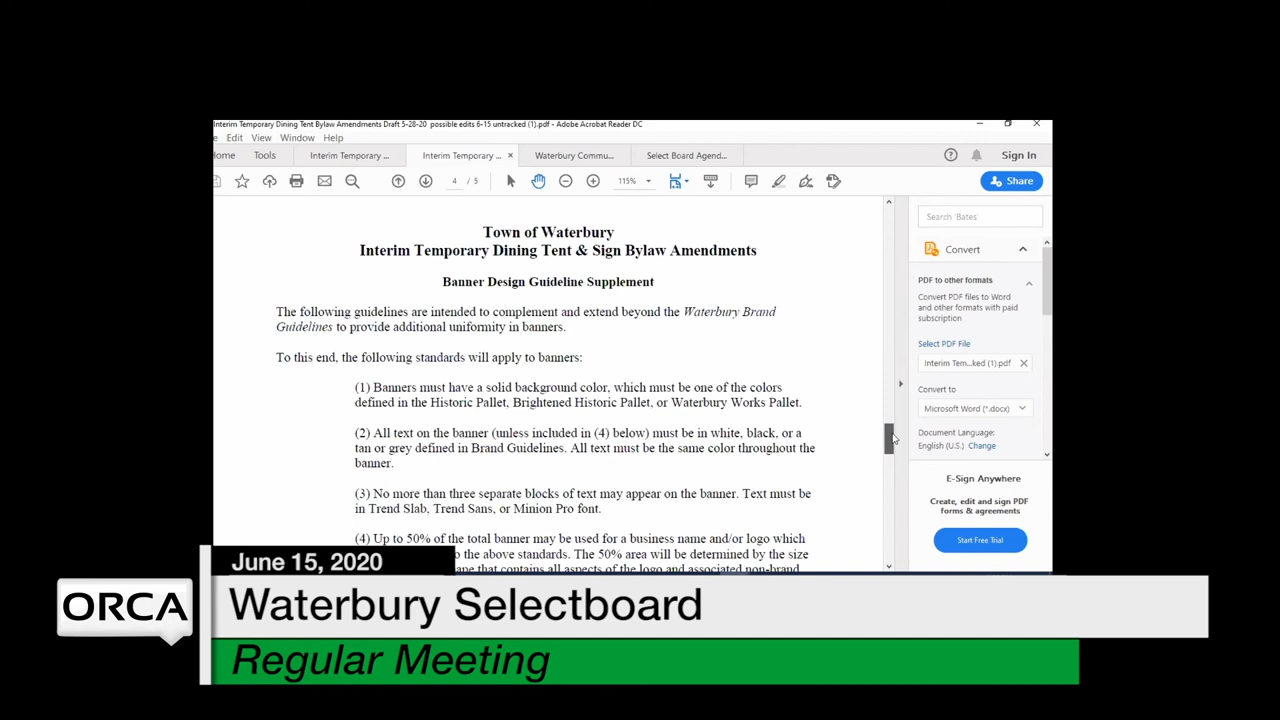 Interim Temporary Dining Tent Bylaw Amendments Draft 5-28-20 possible edits 6-15 untracked (1).pdf - Adobe Acrobat Reader DC
Edit View Window Help
Home Tools Interim Temporary ... Interim Temporary ... × Waterbury Commu... Select Board Agend... Sign In
4 / 5 115% Share
Town of Waterbury
Interim Temporary Dining Tent & Sign Bylaw Amendments
Banner Design Guideline Supplement
The following guidelines are intended to complement and extend beyond the Waterbury Brand
Guidelines to provide additional uniformity in banners.
To this end, the following standards will apply to banners:
(1) Banners must have a solid background color, which must be one of the colors
defined in the Historic Pallet, Brightened Historic Pallet, or Waterbury Works Pallet.
(2) All text on the banner (unless included in (4) below) must be in white, black, or a
tan or grey defined in Brand Guidelines. All text must be the same color throughout the
banner.
(3) No more than three separate blocks of text may appear on the banner. Text must be
in Trend Slab, Trend Sans, or Minion Pro font.
(4) Up to 50% of the total banner may be used for a business name and/or logo which
to the above standards. The 50% area will be determined by the size
that contains all aspects of the logo and associated non-brand
Search 'Bates
Convert
PDF to other formats
Convert PDF files to Word
and other formats with paid
subscription
Select PDF File
Interim Tem...ked (1).pdf ×
Convert to
Microsoft Word (*.docx)
Document Language:
English (U.S.) Change
E-Sign Anywhere
Create, edit and sign PDF
forms & agreements
Start Free Trial
June 15, 2020
ORCA
Waterbury Selectboard
Regular Meeting